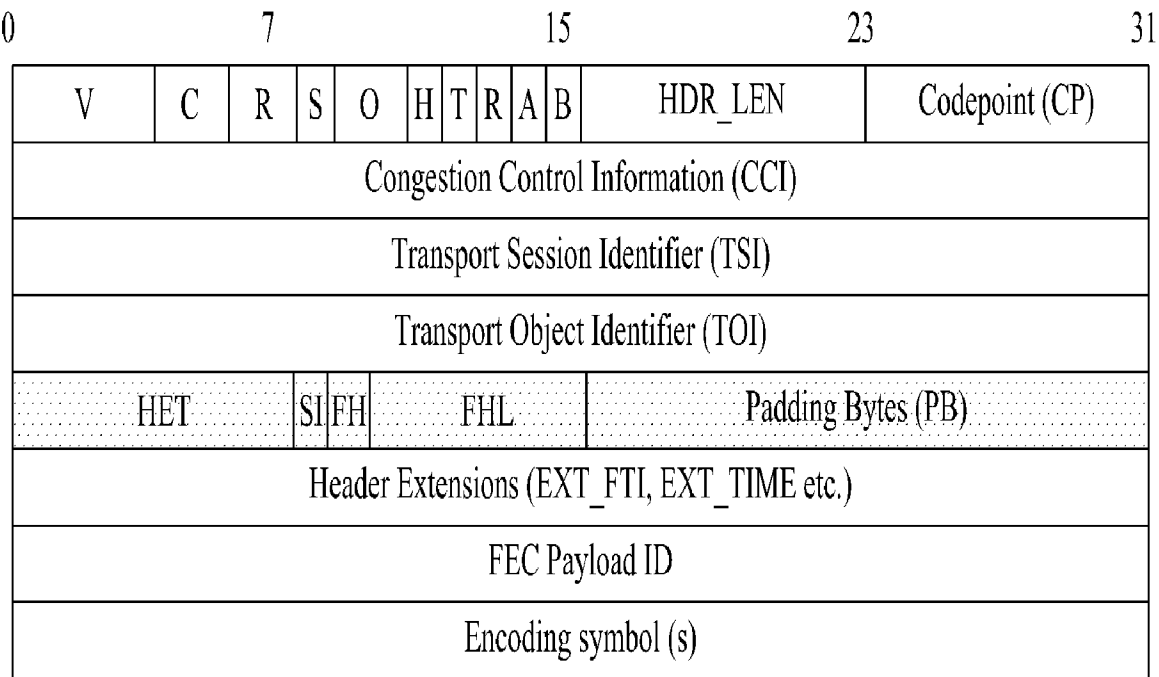 0 7 15 23 31
V C R S O H T R A B HDR_LEN Codepoint (CP)
Congestion Control Information (CCI)
Transport Session Identifier (TSI)
Transport Object Identifier (TOI)
HET SI FH FHL Padding Bytes (PB)
Header Extensions (EXT_FTI, EXT_TIME etc.)
FEC Payload ID
Encoding symbol (s)